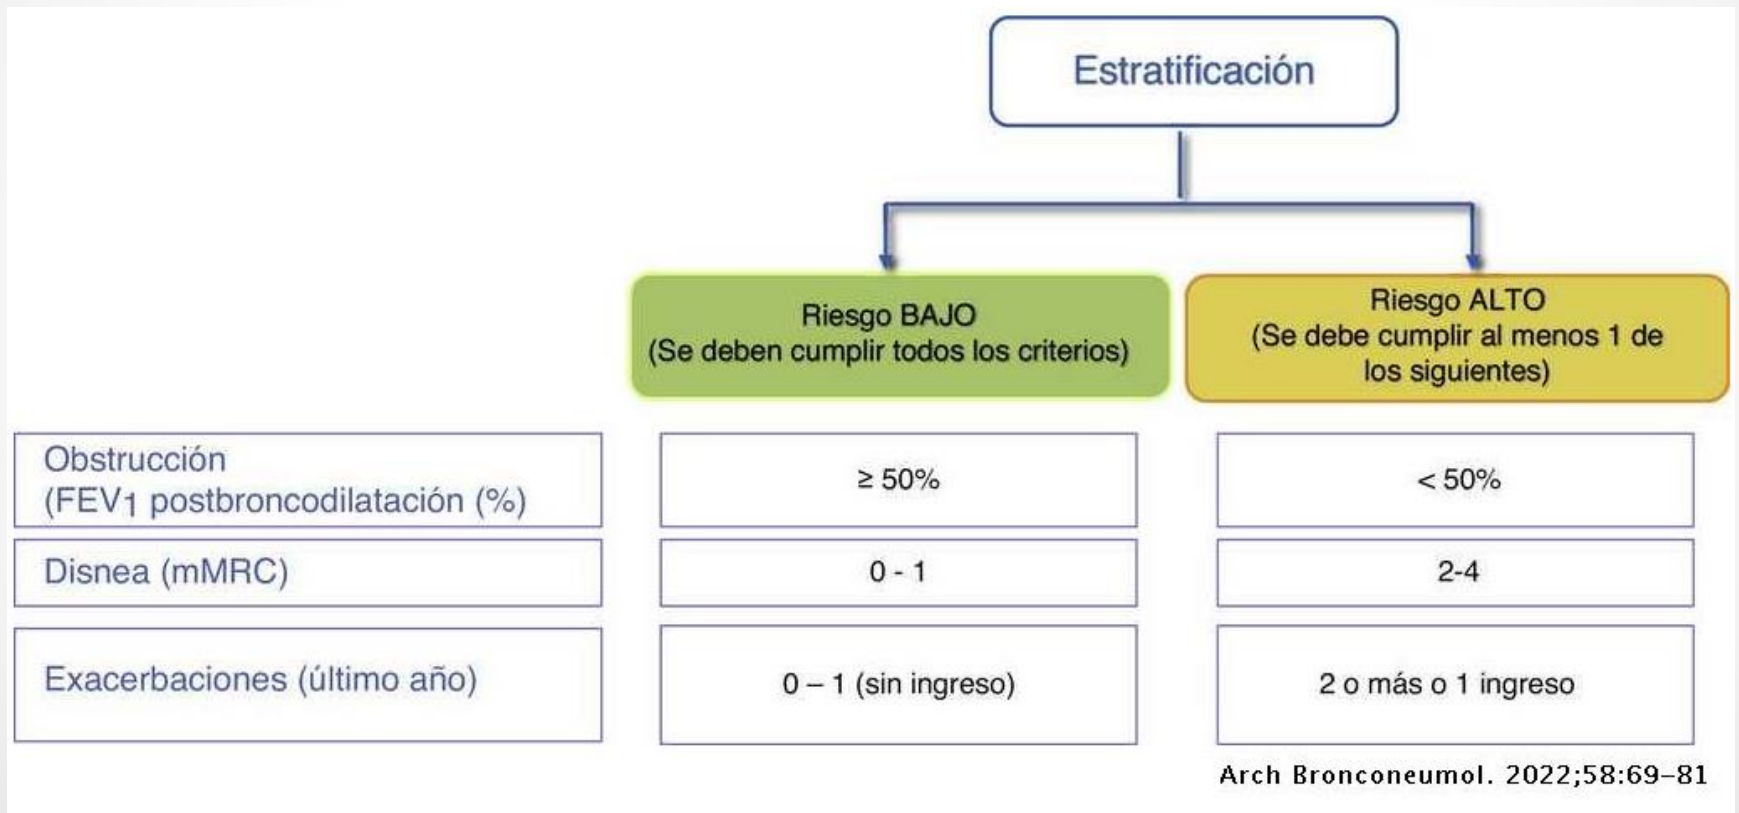 Estratificación
Riesgo BAJO
(Se deben cumplir todos los criterios)
Riesgo ALTO
(Se debe cumplir al menos 1 de
los siguientes)
Obstrucción
(FEV1 postbroncodilatación (%)
≥ 50%
< 50%
Disnea (mMRC)
0 - 1
2-4
Exacerbaciones (último año)
0 – 1 (sin ingreso)
2 o más o 1 ingreso
Arch Bronconeumol. 2022;58:69–81